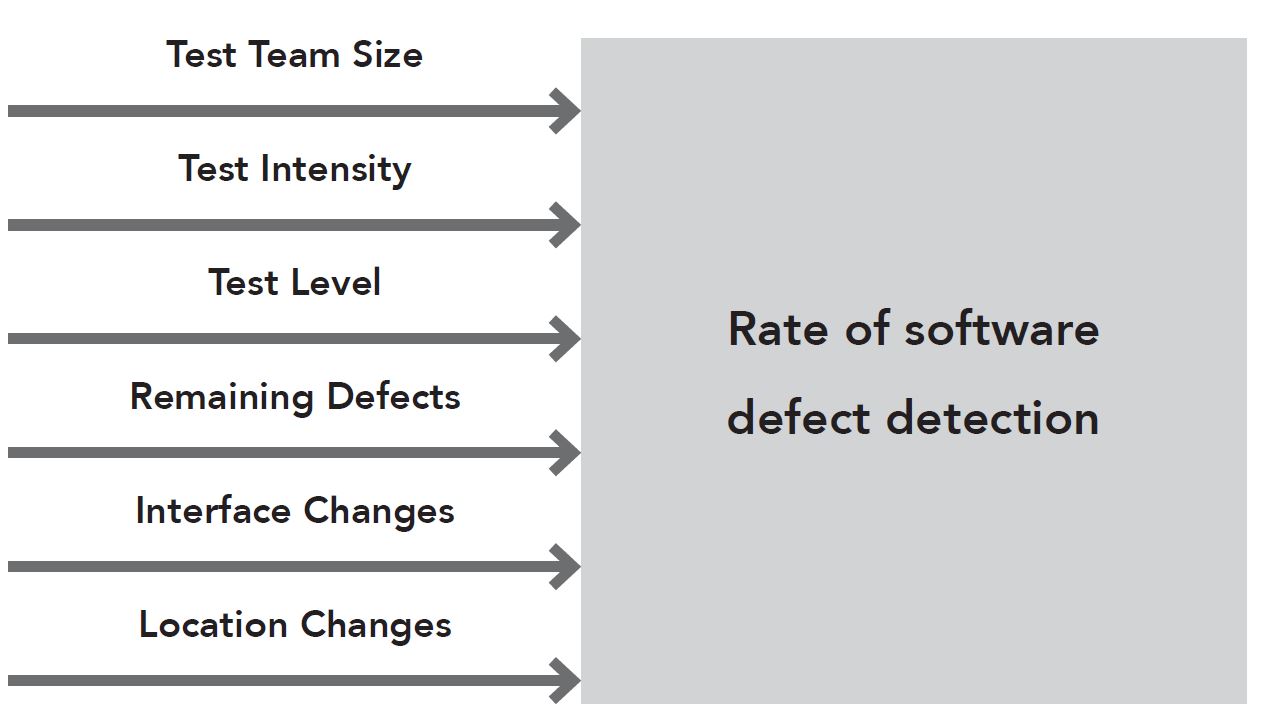 Test Team Size
Test Intensity
Test Level
Remaining Defects
Interface Changes
Location Changes
Rate of software
defect detection